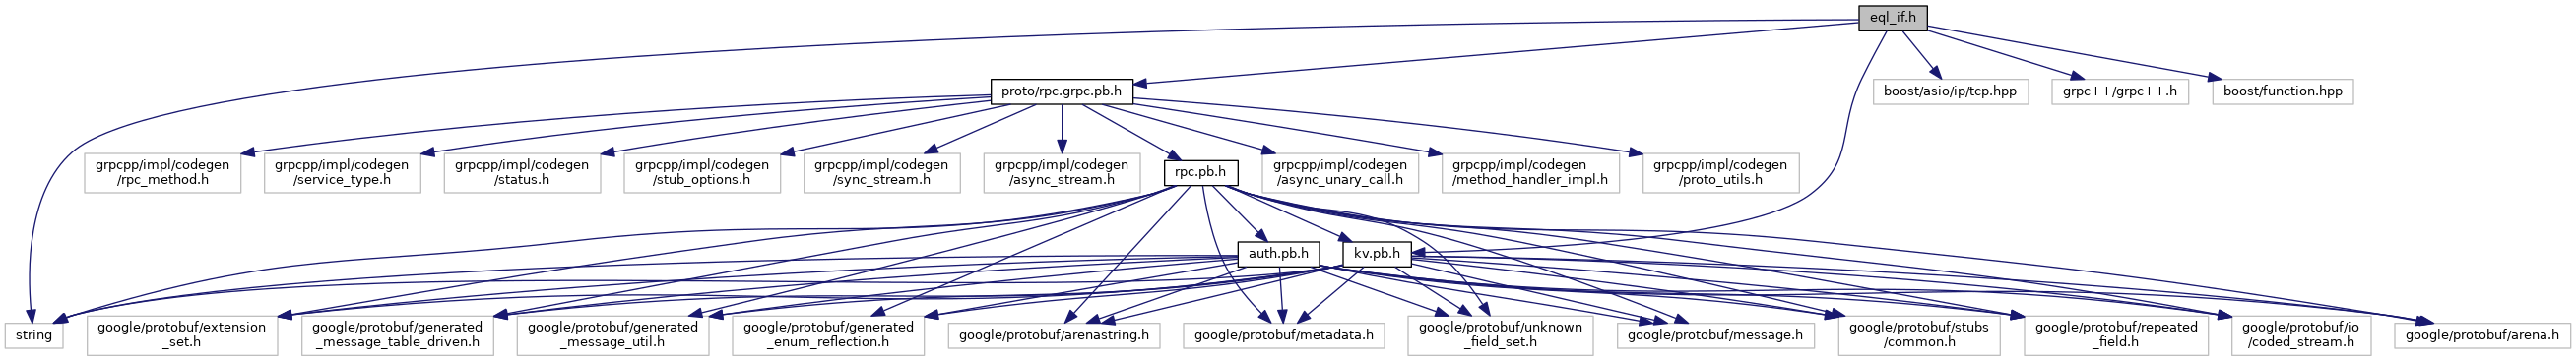 eql_if.h
proto/rpc.grpc.pb.h
boost/asio/ip/tcp.hpp
grpc++/grpc++.h
boost/function.hpp
grpcpp/impl/codegen
/rpc_method.h
grpcpp/impl/codegen
/service_type.h
grpcpp/impl/codegen
/status.h
grpcpp/impl/codegen
/stub_options.h
grpcpp/impl/codegen
/sync_stream.h
grpcpp/impl/codegen
/async_stream.h
rpc.pb.h
grpcpp/impl/codegen
/async_unary_call.h
grpcpp/impl/codegen
/method_handler_impl.h
grpcpp/impl/codegen
/proto_utils.h
auth.pb.h
kv.pb.h
string
google/protobuf/extension
_set.h
google/protobuf/generated
_message_table_driven.h
google/protobuf/generated
_message_util.h
google/protobuf/generated
_enum_reflection.h
google/protobuf/arenastring.h
google/protobuf/metadata.h
google/protobuf/unknown
_field_set.h
google/protobuf/message.h
google/protobuf/stubs
/common.h
google/protobuf/repeated
_field.h
google/protobuf/io
/coded_stream.h
google/protobuf/arena.h